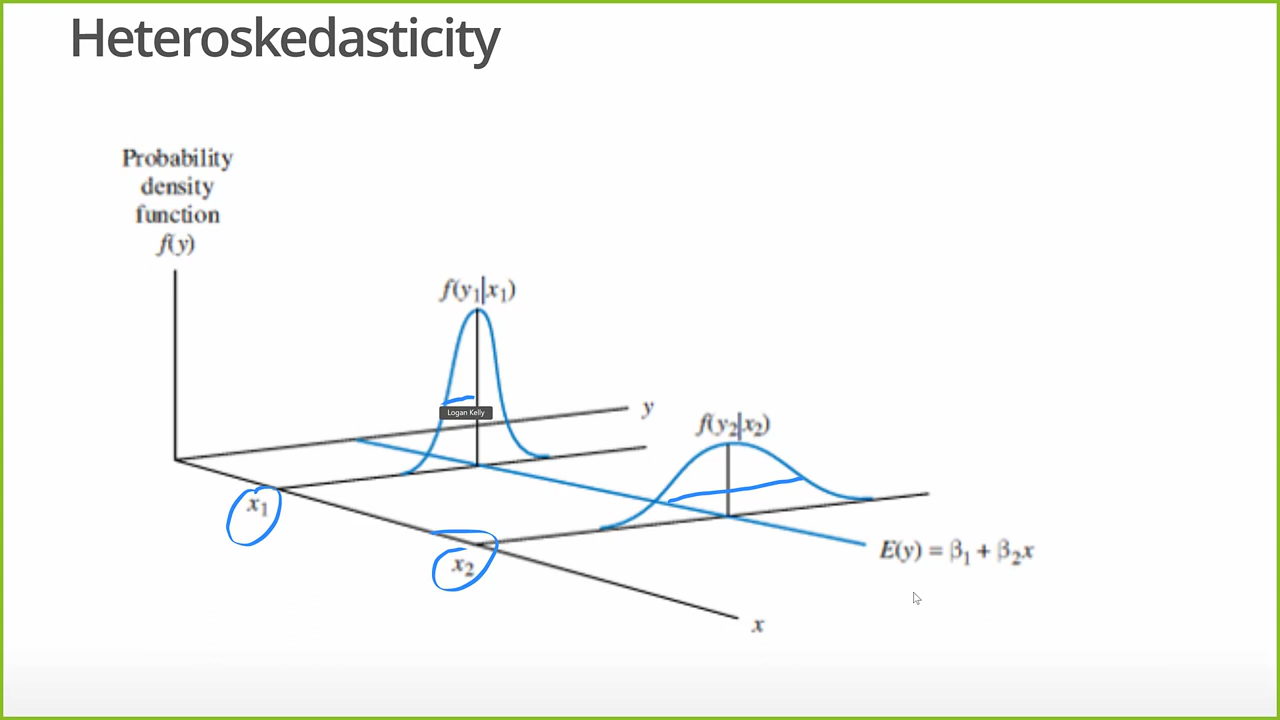 Heteroskedasticity
Probability
density
function
f(y)
f(y₁|x₁)
Logan Kelly
y
f(y₂|x₂)
x₁
x₂
E(y) = β₁ + β₂x
x